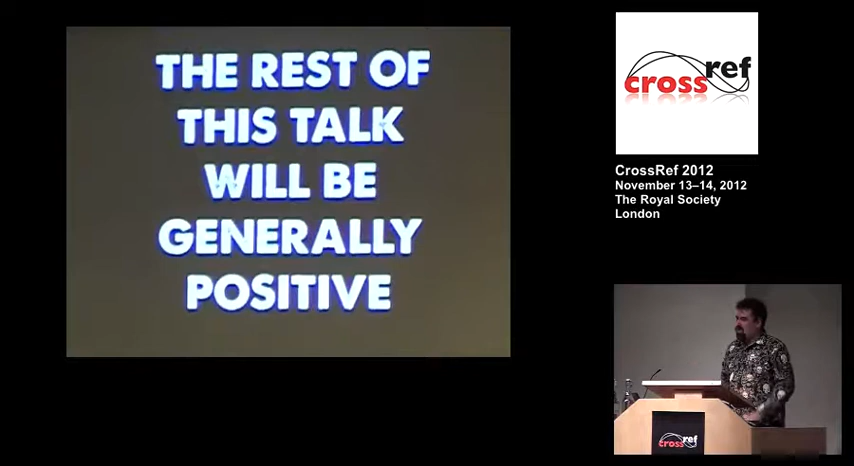 THE REST OF
THIS TALK
WILL BE
GENERALLY
POSITIVE
crossref
CrossRef 2012
November 13–14, 2012
The Royal Society
London
crossref